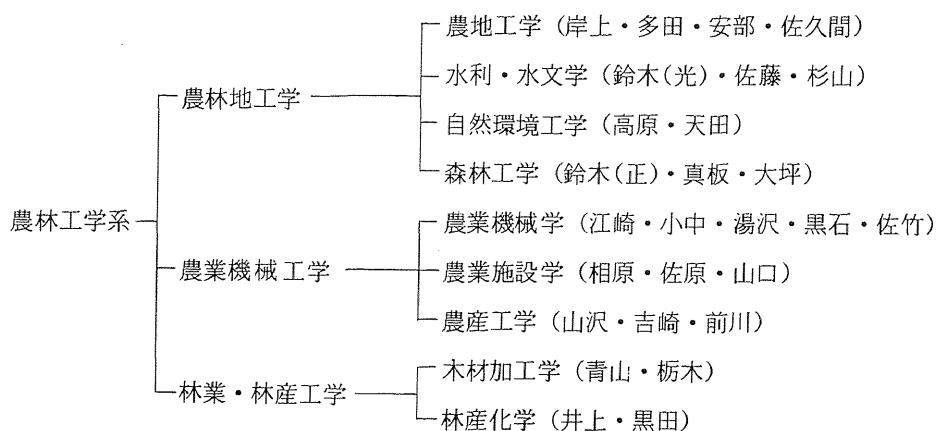 農林工学系
農林地工学
農地工学（岸上・多田・安部・佐久間）
水利・水文学（鈴木(光)・佐藤・杉山）
自然環境工学（高原・天田）
森林工学（鈴木(正)・真板・大坪）
農業機械工学
農業機械学（江崎・小中・湯沢・黒石・佐竹）
農業施設学（相原・佐原・山口）
農産工学（山沢・吉崎・前川）
林業・林産工学
木材加工学（青山・栃木）
林産化学（井上・黒田）